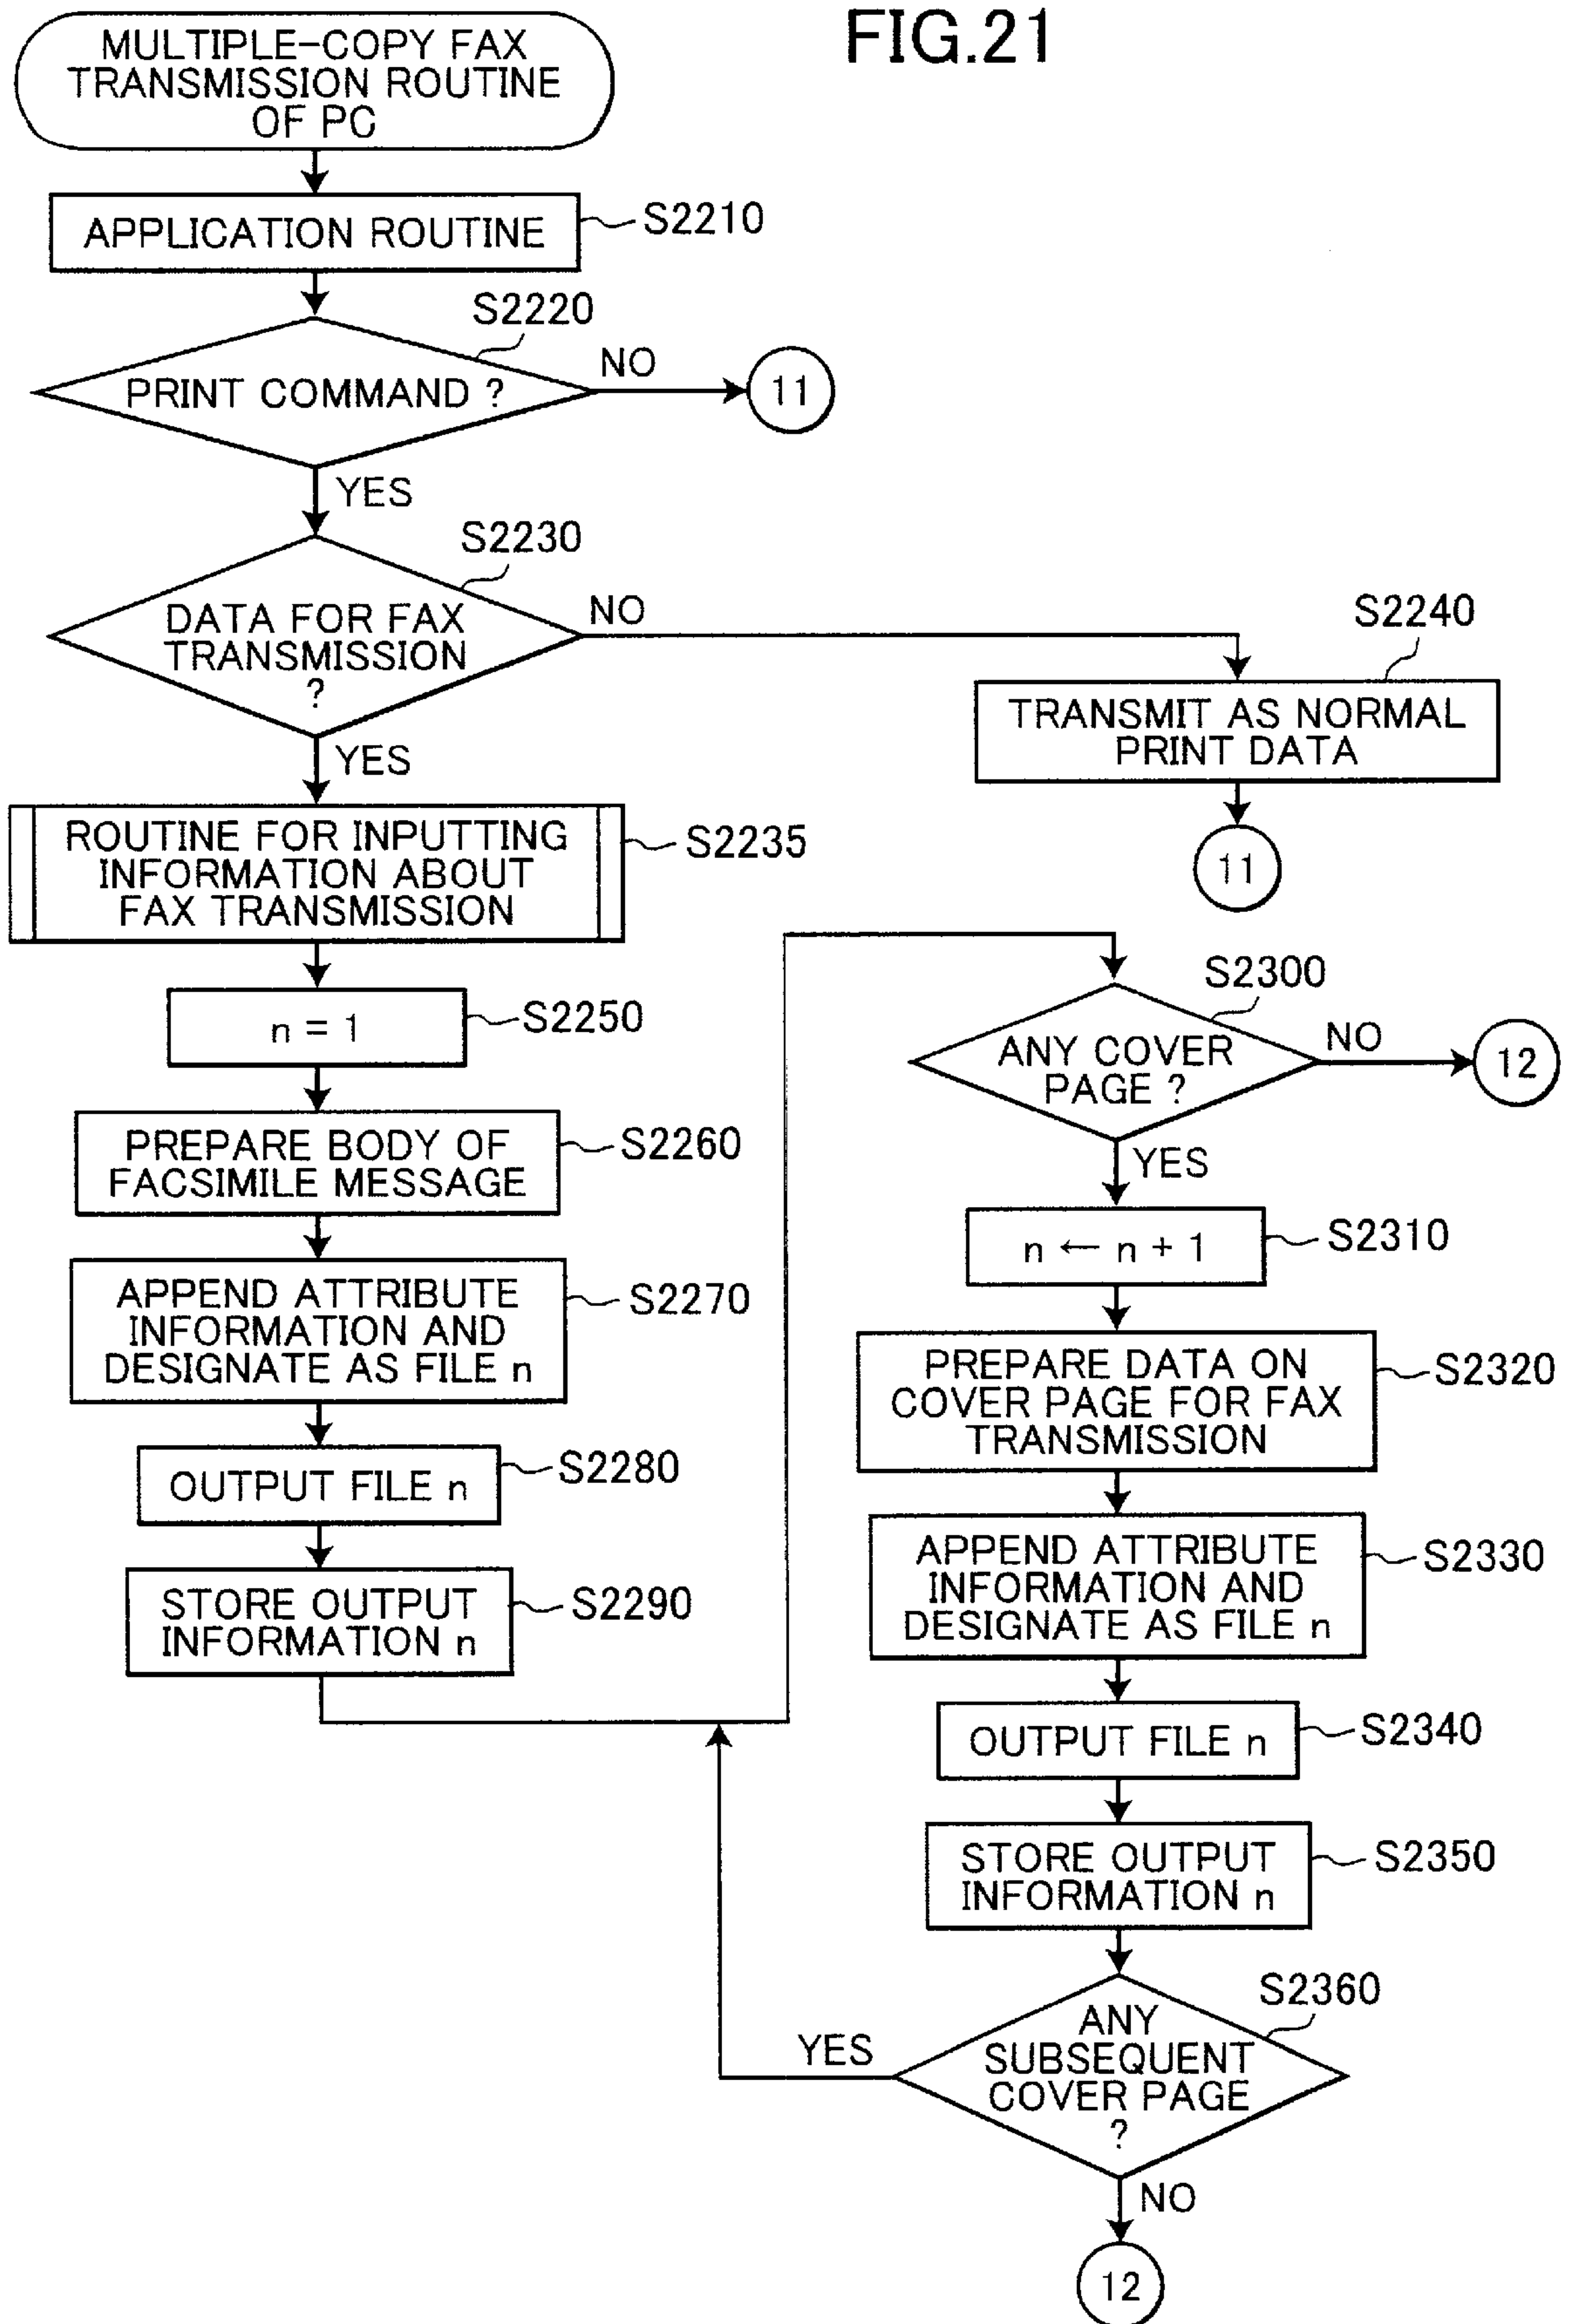 FIG.21
MULTIPLE-COPY FAX
TRANSMISSION ROUTINE
OF PC
APPLICATION ROUTINE
S2210
S2220
PRINT COMMAND ?
NO
11
YES
S2230
DATA FOR FAX
TRANSMISSION
?
NO
S2240
TRANSMIT AS NORMAL
PRINT DATA
11
YES
ROUTINE FOR INPUTTING
INFORMATION ABOUT
FAX TRANSMISSION
S2235
n = 1
S2250
PREPARE BODY OF
FACSIMILE MESSAGE
S2260
APPEND ATTRIBUTE
INFORMATION AND
DESIGNATE AS FILE n
S2270
OUTPUT FILE n
S2280
STORE OUTPUT
INFORMATION n
S2290
S2300
ANY COVER
PAGE ?
NO
12
YES
n ← n + 1
S2310
PREPARE DATA ON
COVER PAGE FOR FAX
TRANSMISSION
S2320
APPEND ATTRIBUTE
INFORMATION AND
DESIGNATE AS FILE n
S2330
OUTPUT FILE n
S2340
STORE OUTPUT
INFORMATION n
S2350
S2360
ANY
SUBSEQUENT
COVER PAGE
?
YES
NO
12